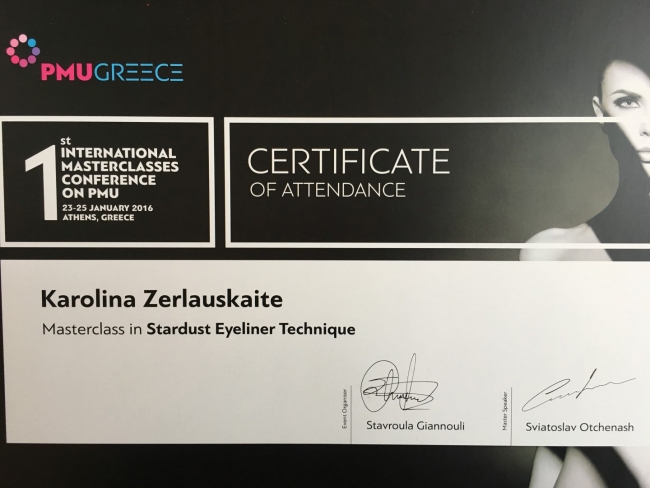 PMUGREECE
1st INTERNATIONAL
MASTERCLASSES
CONFERENCE
ON PMU
23-25 JANUARY 2016
ATHENS, GREECE
CERTIFICATE
OF ATTENDANCE
Karolina Zerlauskaite
Masterclass in Stardust Eyeliner Technique
Event Organiser
Stavroula Giannouli
Master Speaker
Sviatoslav Otchenash